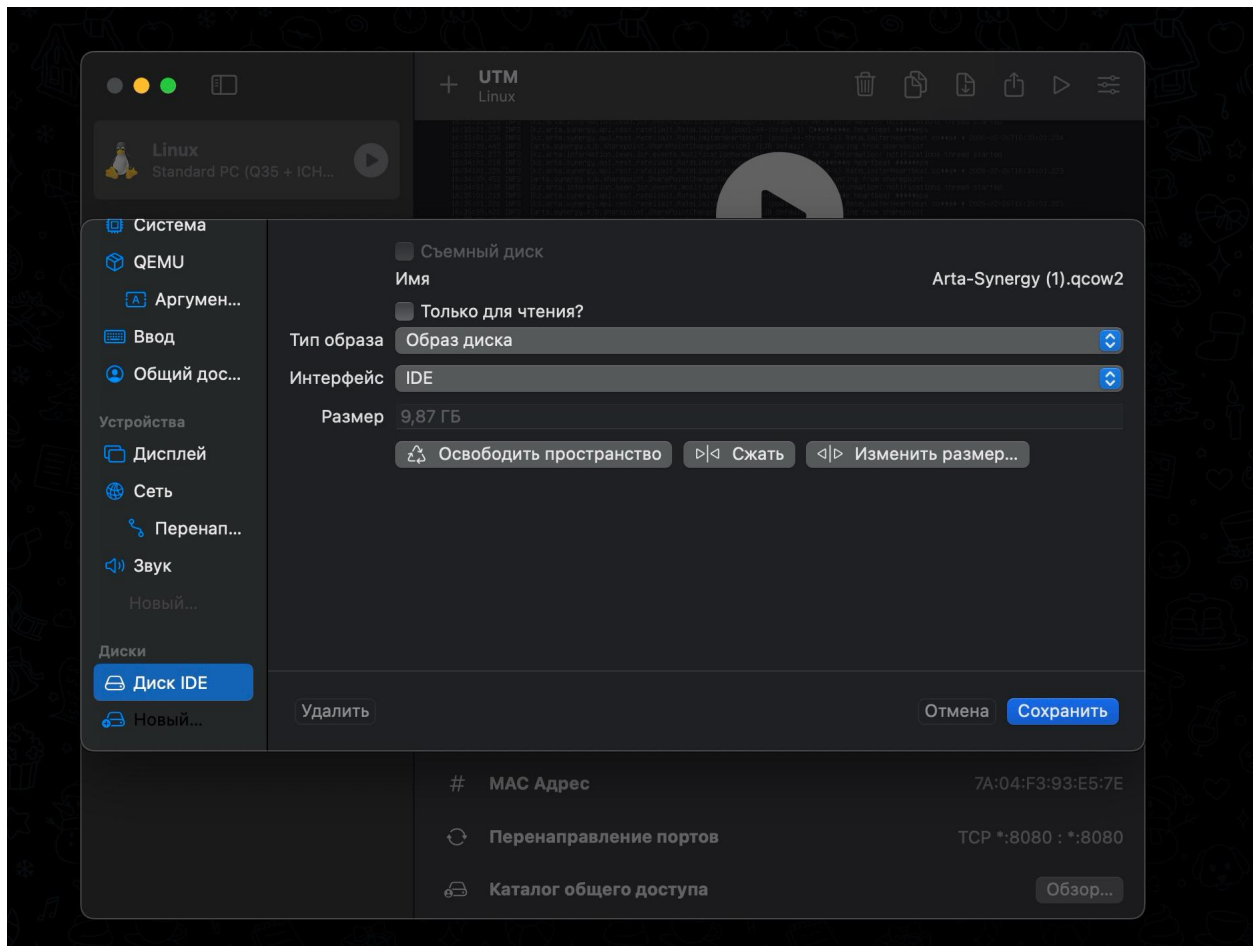 UTM
Linux
Linux
Standard PC (Q35 + ICH...
Система
QEMU
Аргумен...
Ввод
Общий дос...
Устройства
Дисплей
Сеть
Перенап...
Звук
Новый...
Диски
Диск IDE
Новый...
Съемный диск
Имя Arta-Synergy (1).qcow2
Только для чтения?
Тип образа Образ диска
Интерфейс IDE
Размер 9,87 ГБ
Освободить пространство Сжать Изменить размер...
Удалить Отмена Сохранить
# MAC Адрес 7A:04:F3:93:E5:7E
Перенаправление портов TCP *:8080 : *:8080
Каталог общего доступа Обзор...